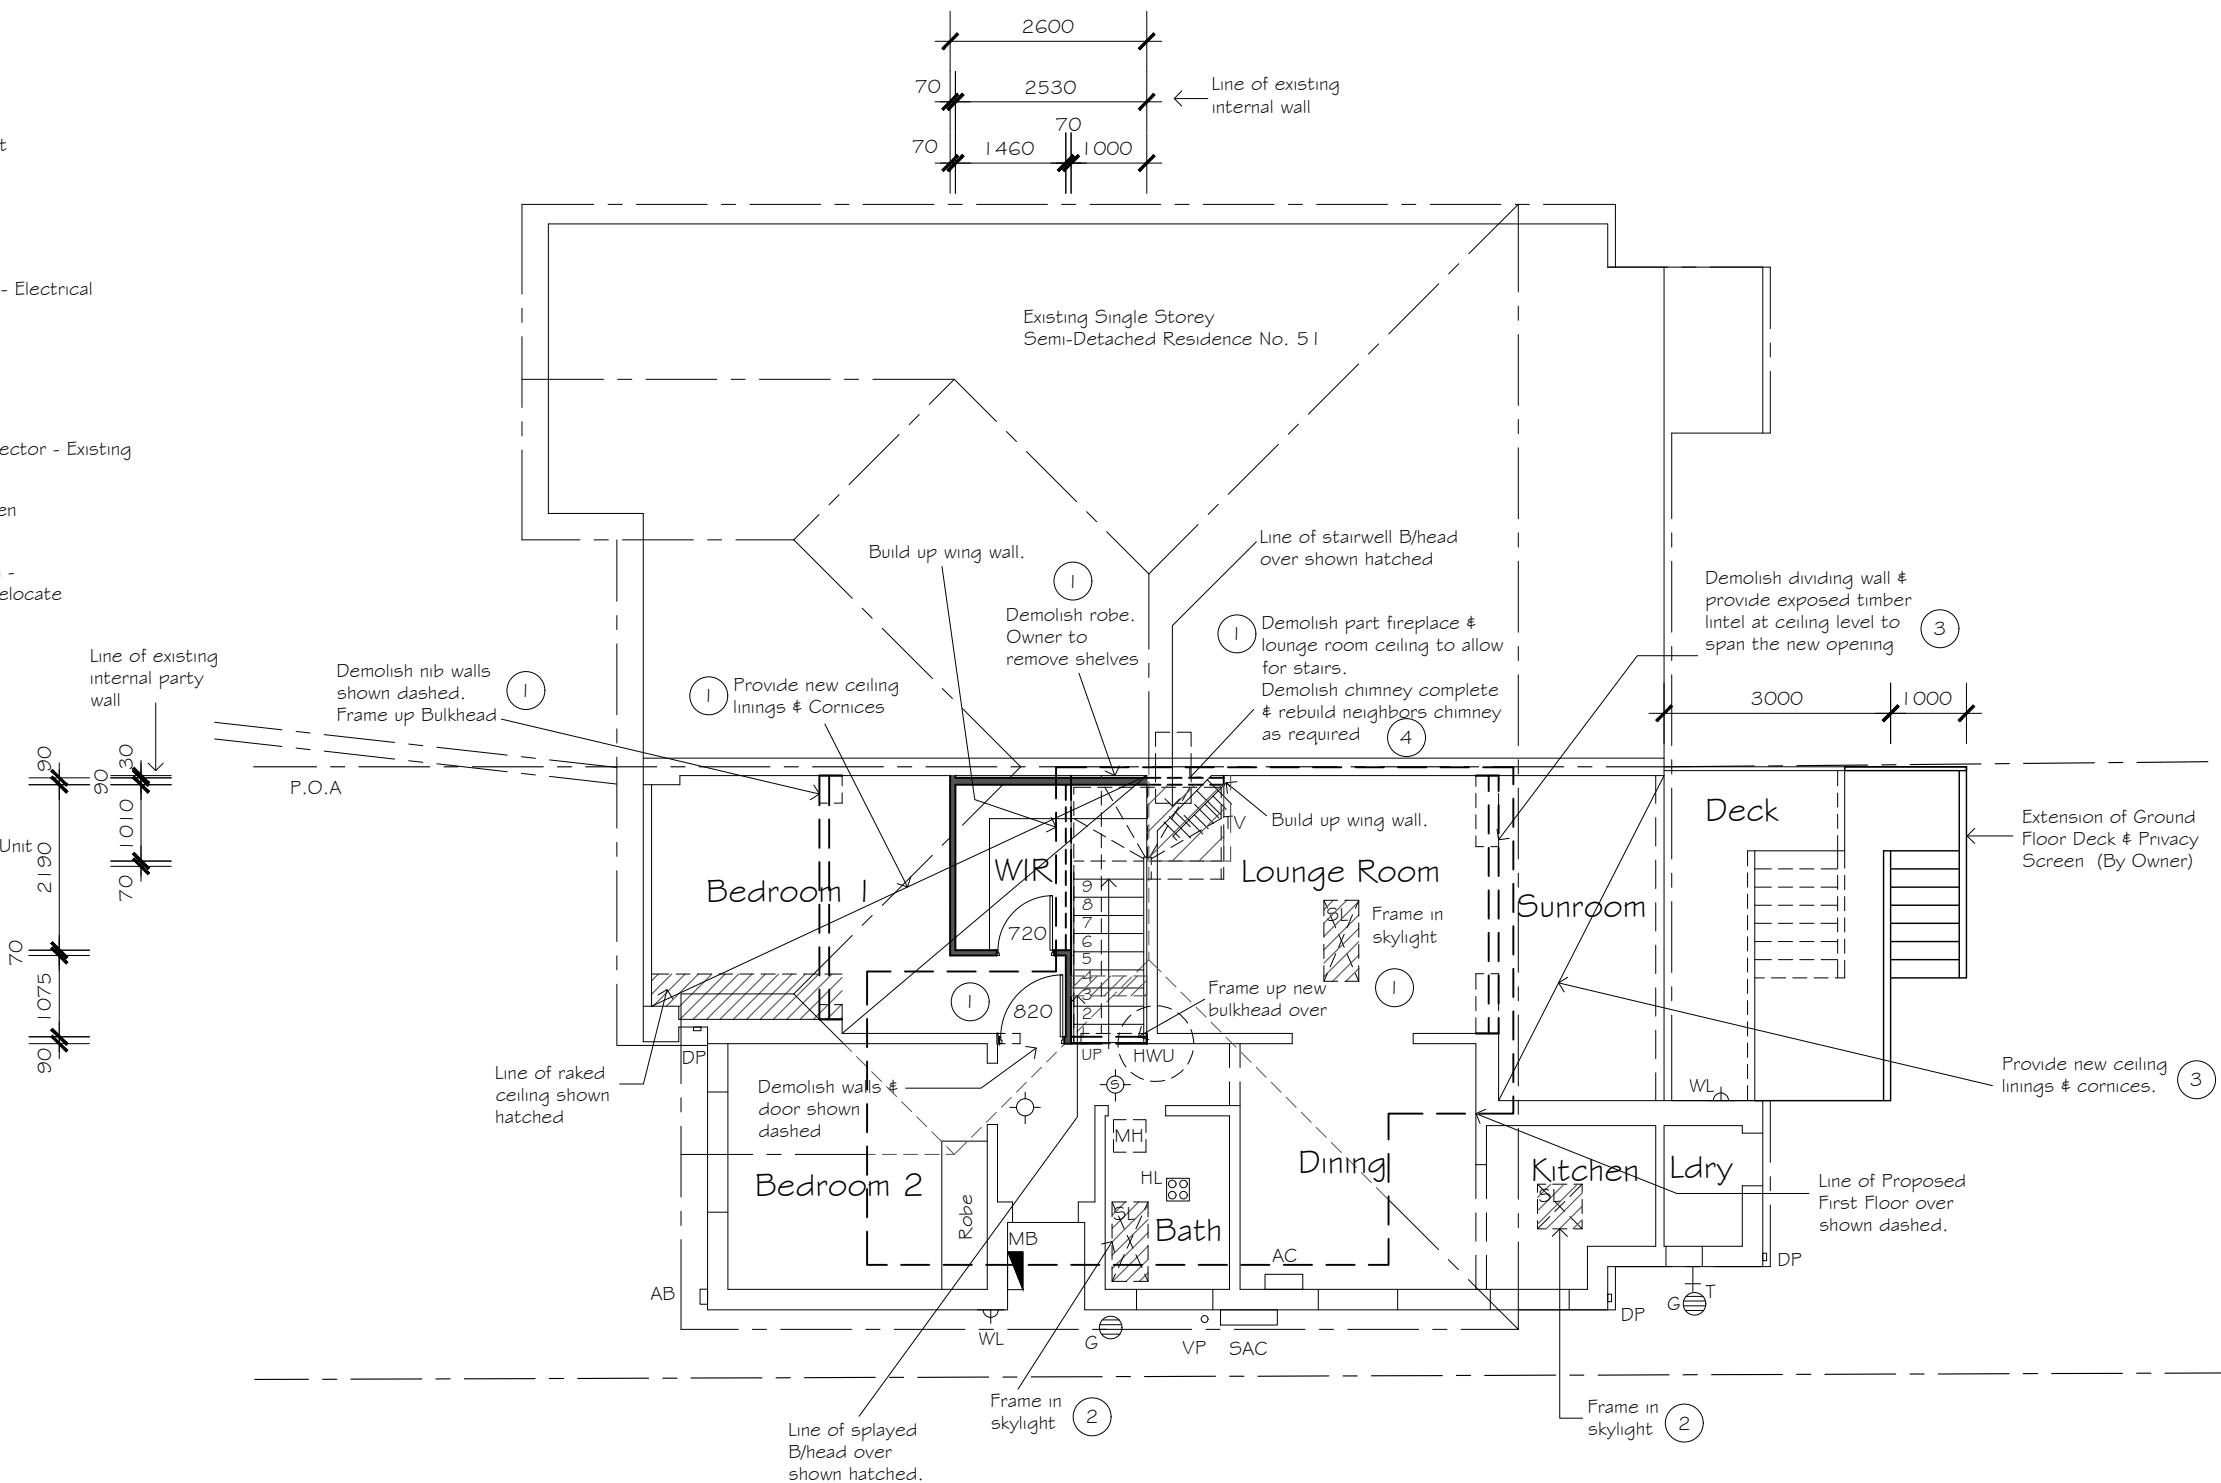 2600
70
2530
Line of existing
internal wall
70
70
1460
1000
t
- Electrical
ector - Existing
en
-
elocate
Unit
Existing Single Storey
Semi-Detached Residence No. 51
Build up wing wall.
1
Demolish robe.
Owner to
remove shelves
Line of stairwell B/head
over shown hatched
1
Demolish part fireplace &
lounge room ceiling to allow
for stairs.
Demolish chimney complete
& rebuild neighbors chimney
as required
4
Demolish dividing wall &
provide exposed timber
lintel at ceiling level to
span the new opening
3
Line of existing
internal party
wall
Demolish nib walls
shown dashed.
Frame up Bulkhead
1
1
Provide new ceiling
linings & Cornices
3000
1000
90
2190
70
1075
90
90
30
1010
70
P.O.A
Deck
TV
Build up wing wall.
Extension of Ground
Floor Deck & Privacy
Screen (By Owner)
Bedroom 1
WIR
Lounge Room
Sunroom
9
8
7
6
5
4
3
2
720
SL
Frame in
skylight
1
1
820
Frame up new
bulkhead over
UP
HWU
DP
S
Line of raked
ceiling shown
hatched
Demolish walls &
door shown
dashed
WL
Provide new ceiling
linings & cornices.
3
MH
HL
Bedroom 2
Robe
MB
SL
Bath
Dining
AC
Kitchen
SL
Ldry
Line of Proposed
First Floor over
shown dashed.
DP
AB
WL
G
VP
SAC
DP
G
T
Frame in
skylight
2
Frame in
skylight
2
Line of splayed
B/head over
shown hatched.